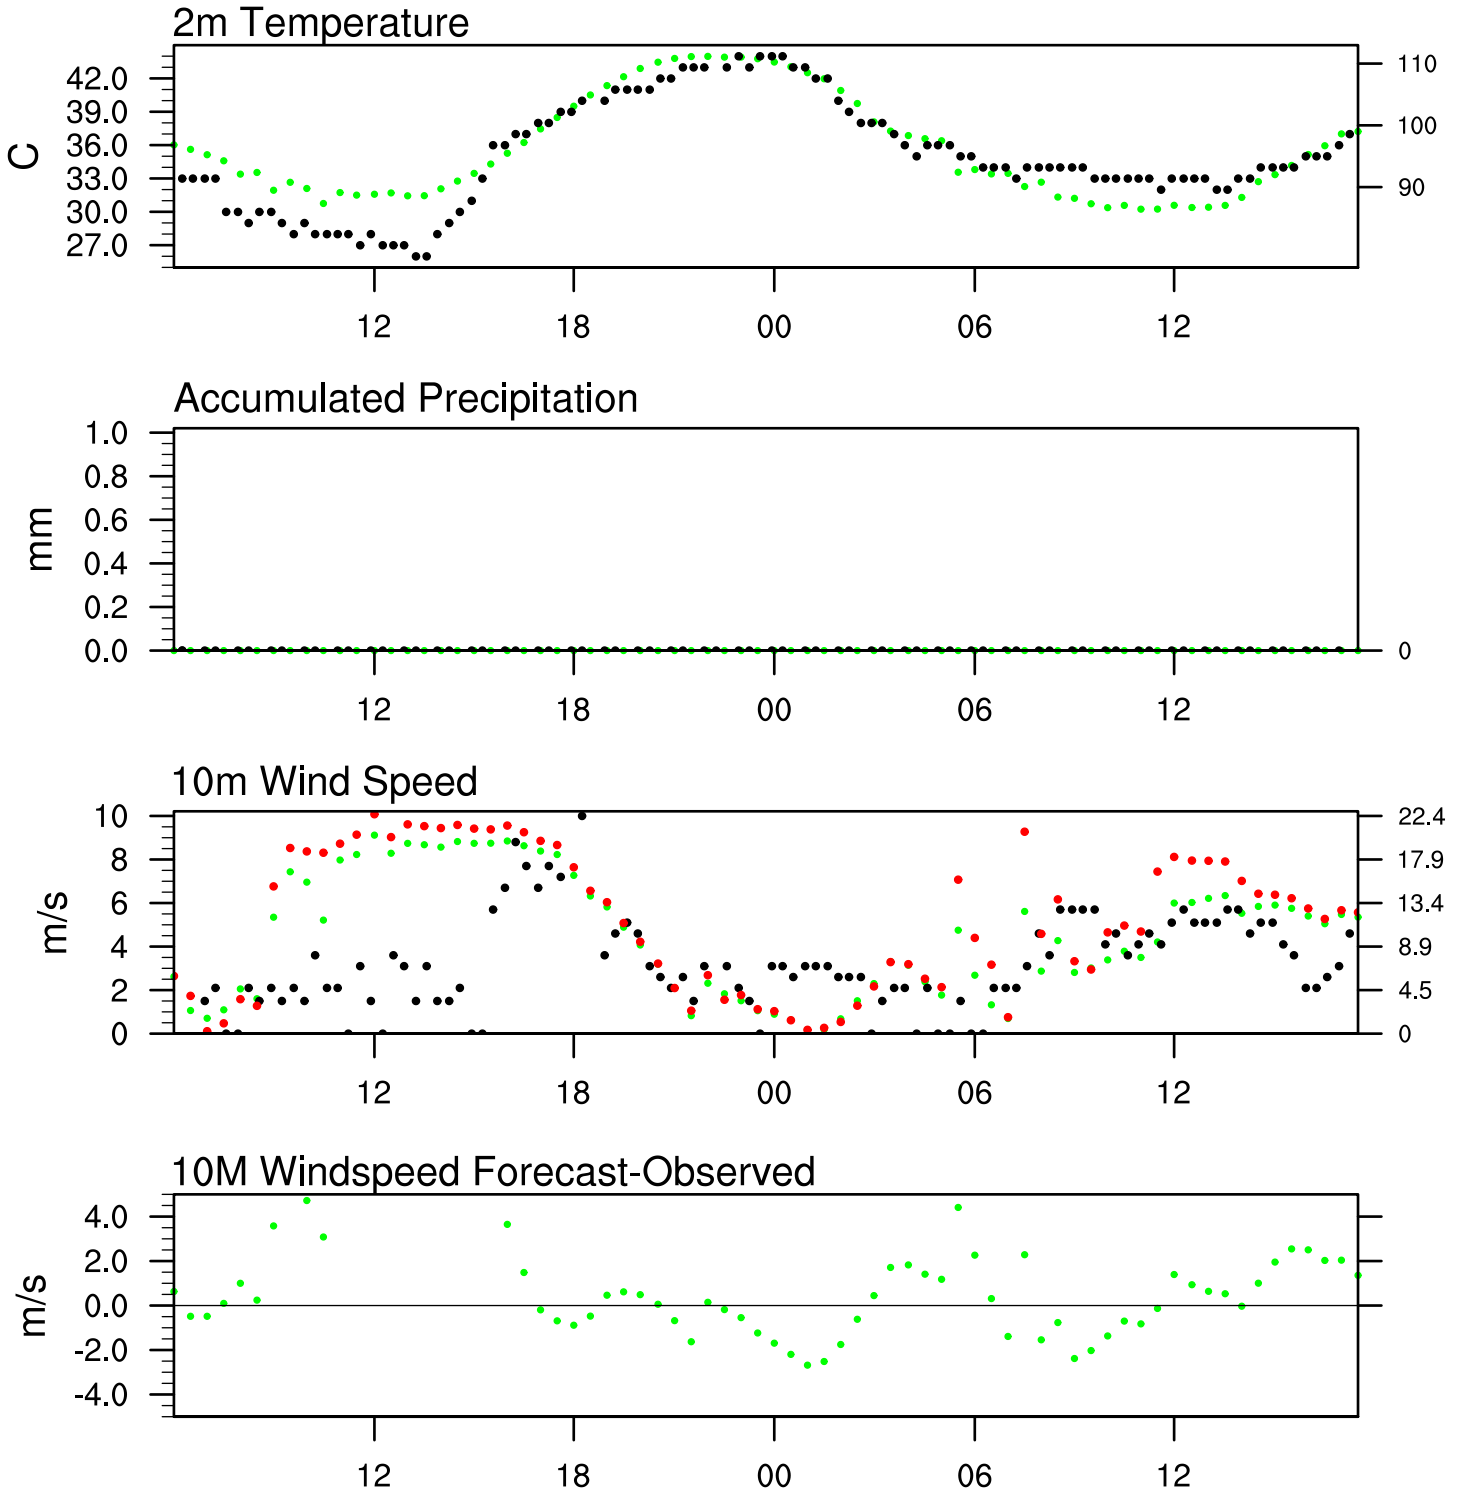 2m Temperature
42.0
39.0
36.0
33.0
30.0
27.0
C
110
100
90
12 18 00 06 12
Accumulated Precipitation
1.0
0.8
0.6
0.4
0.2
0.0
mm
0
12 18 00 06 12
10m Wind Speed
10
8
6
4
2
0
m/s
22.4
17.9
13.4
8.9
4.5
0
12 18 00 06 12
10M Windspeed Forecast-Observed
4.0
2.0
0.0
-2.0
-4.0
m/s
12 18 00 06 12